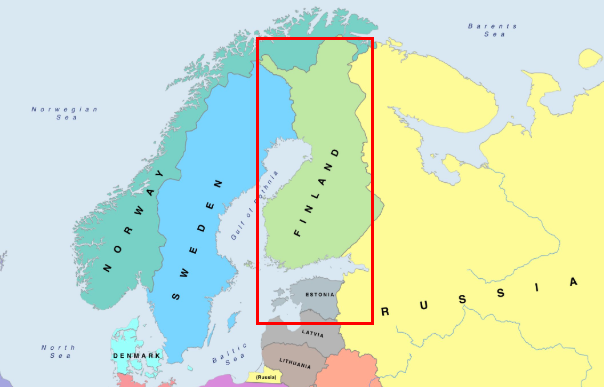 Barents
Sea
Norwegian
Sea
NORWAY
SWEDEN
FINLAND
Gulf of Bothnia
RUSSIA
ESTONIA
LATVIA
LITHUANIA
(Russia)
Baltic
Sea
North
Sea
DENMARK